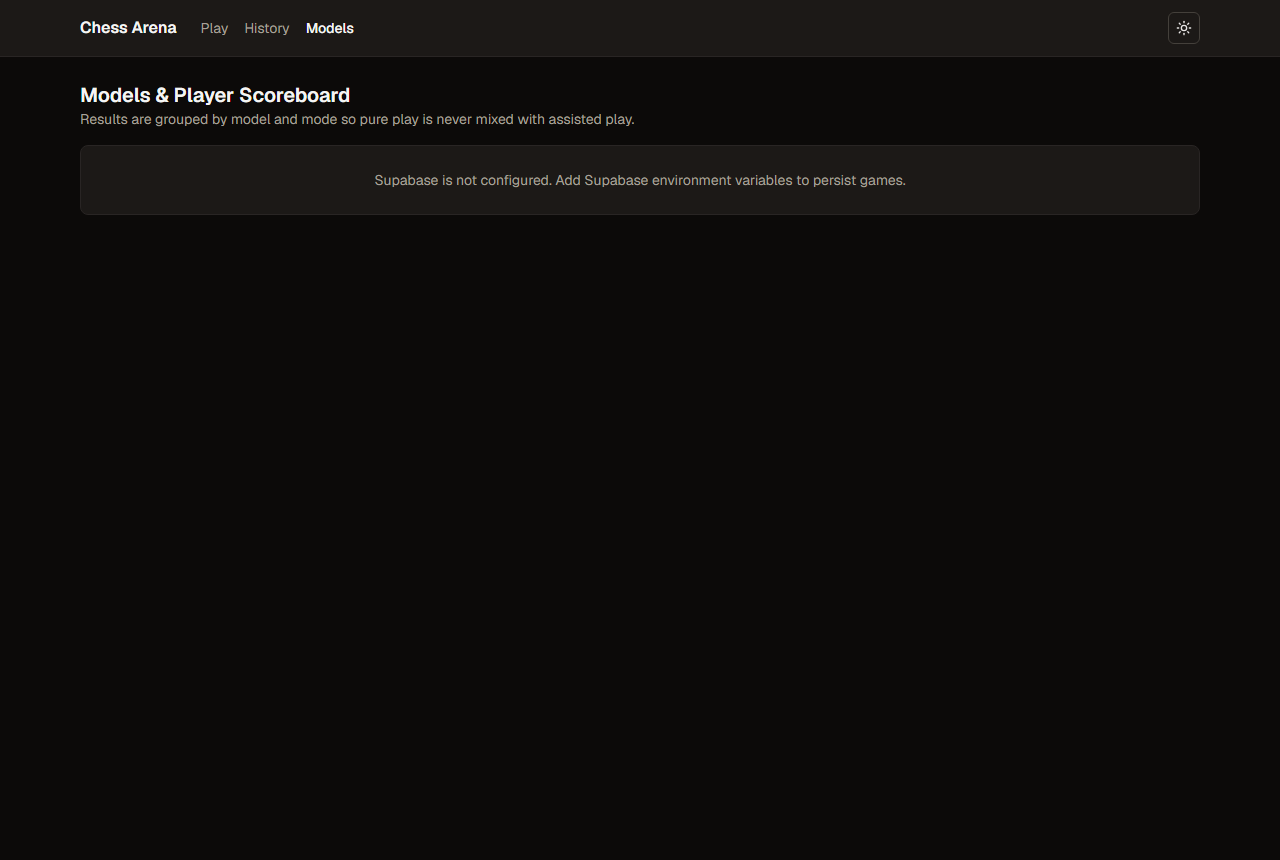 Chess Arena Play History Models
Models & Player Scoreboard
Results are grouped by model and mode so pure play is never mixed with assisted play.
Supabase is not configured. Add Supabase environment variables to persist games.